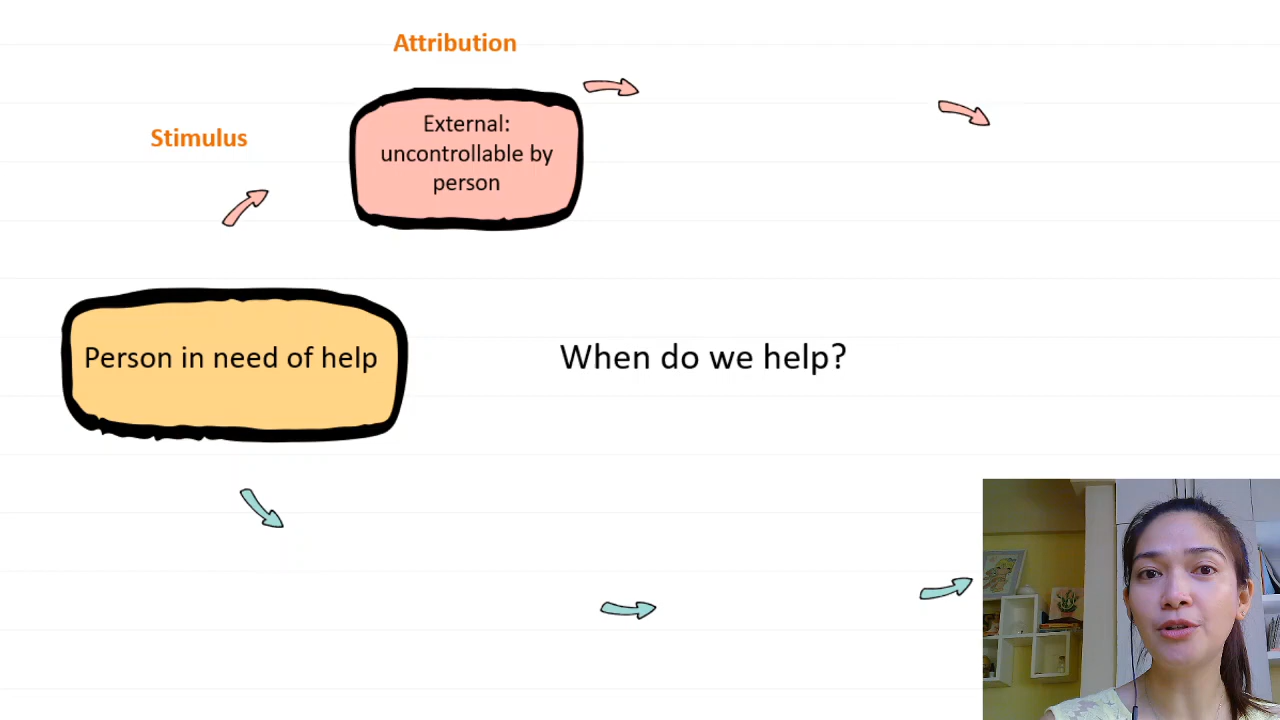 Attribution
Stimulus
External:
uncontrollable by
person
Person in need of help
When do we help?